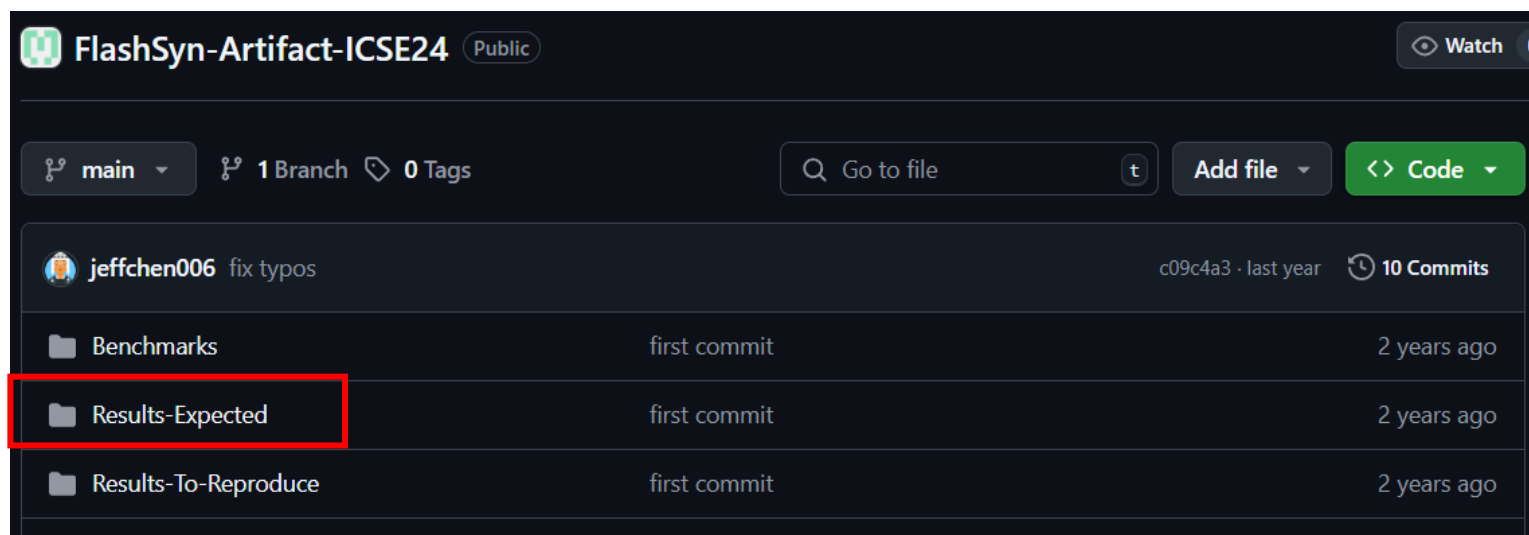 FlashSyn-Artifact-ICSE24 Public Watch
main 1 Branch 0 Tags Go to file t Add file Code
jeffchen006 fix typos c09c4a3 · last year 10 Commits
Benchmarks first commit 2 years ago
Results-Expected first commit 2 years ago
Results-To-Reproduce first commit 2 years ago